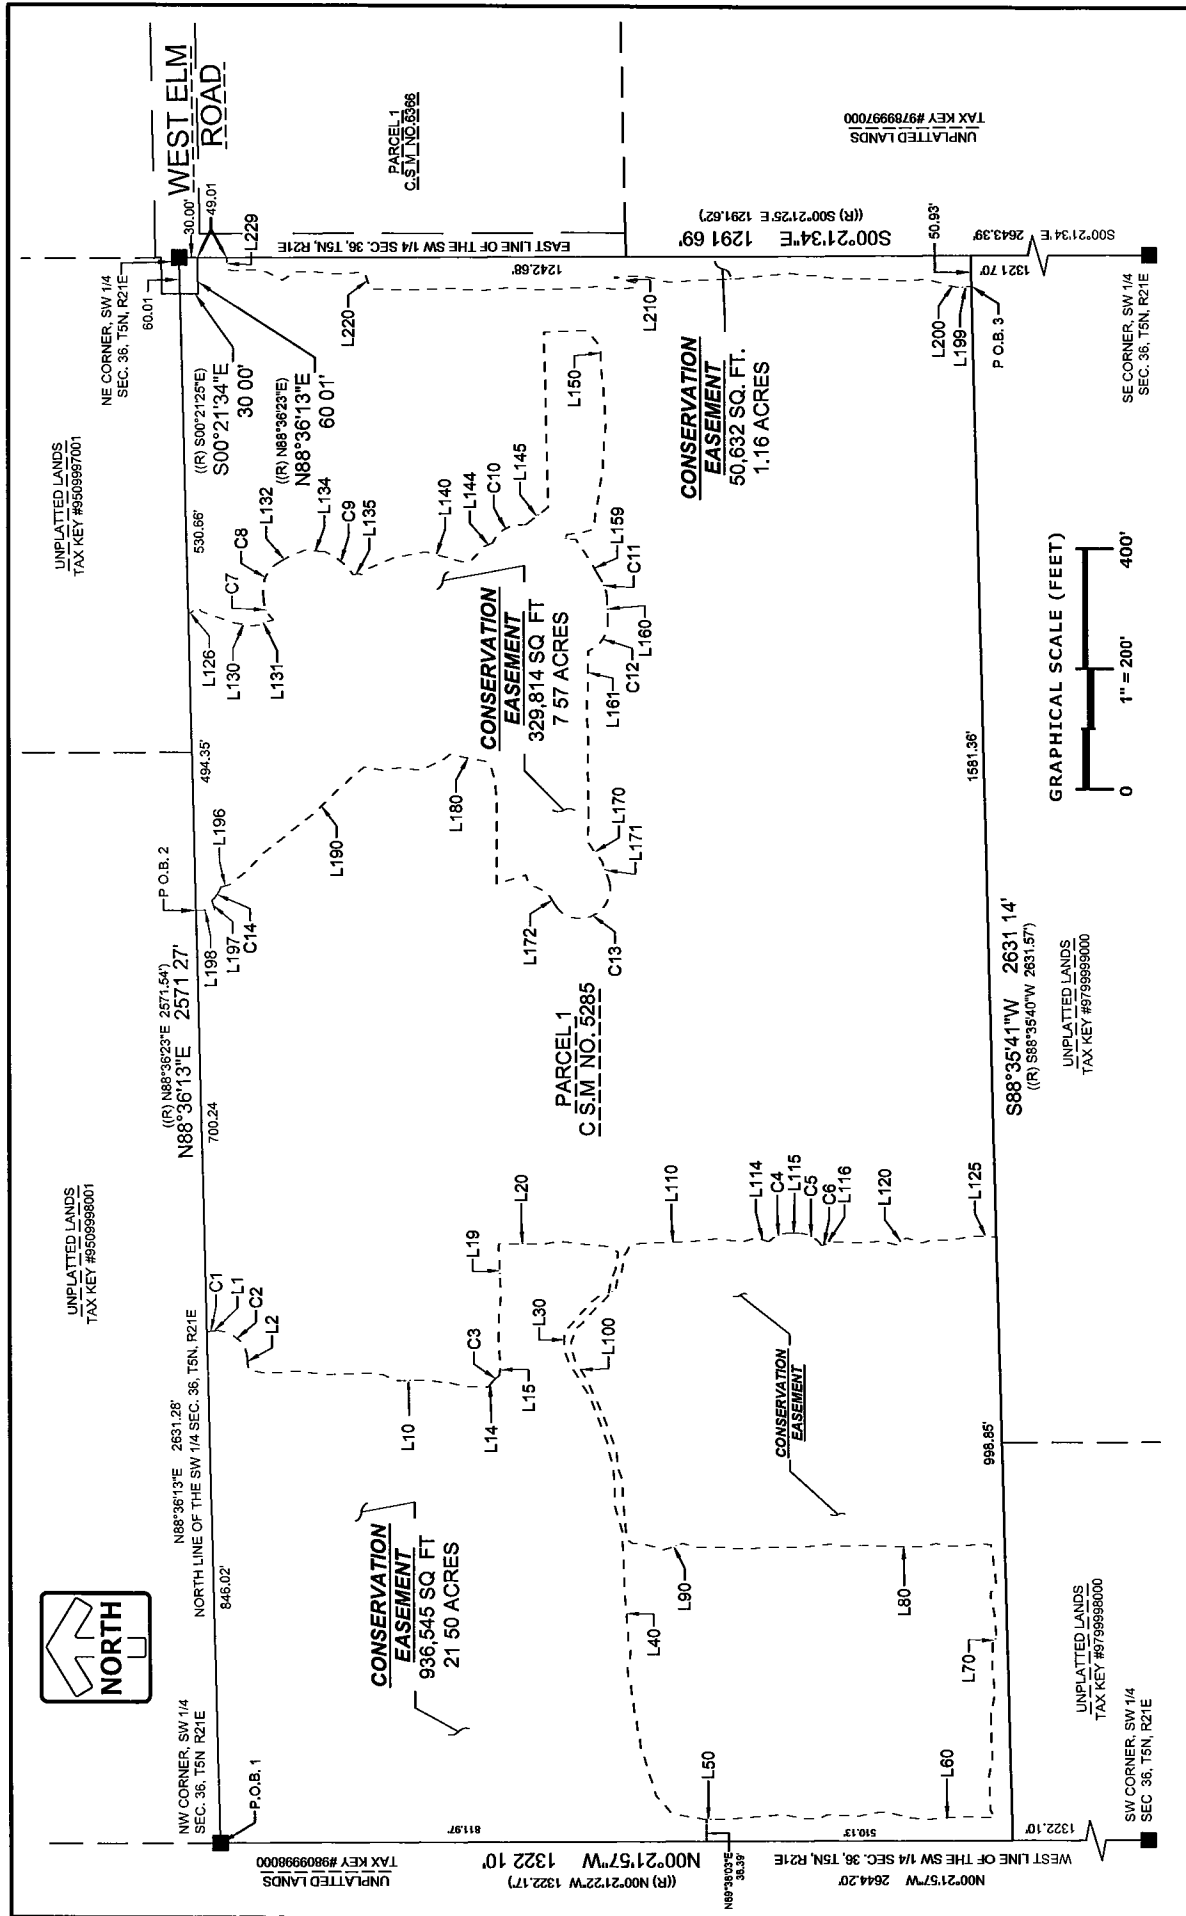 NORTH
NW CORNER, SW 1/4
SEC. 36, T5N R21E
P.O.B. 1
UNPLATTED LANDS
TAX KEY #9809998000
UNPLATTED LANDS
TAX KEY #9509998001
UNPLATTED LANDS
TAX KEY #9509997001
N88°36'13"E 2631.28'
NORTH LINE OF THE SW 1/4 SEC. 36, T5N, R21E
846.02'
700.24
((R) N88°36'23"E 2571.54')
N88°36'13"E 2571 27'
P O.B. 2
494.35'
530.66'
NE CORNER, SW 1/4
SEC. 36, T5N, R21E
60.01
30.00'
49.01
WEST ELM
ROAD
((R) S00°21'25"E)
S00°21'34"E
30 00'
((R) N88°36'23"E)
N88°36'13"E
60 01'
PARCEL 1
C.S.M. NO.6366
EAST LINE OF THE SW 1/4 SEC. 36, T5N, R21E
1242.68'
S00°21'34"E 1291 69'
((R) S00°21'25" E 1291.62')
UNPLATTED LANDS
TAX KEY #9789997000
50.93'
1321 70'
S00°21'34"E 2643.39'
SE CORNER, SW 1/4
SEC. 36, T5N, R21E
P O.B. 3
C1
L1
C2
L2
L10
L14
C3
L15
L19
L20
L30
L100
L40
L50
L60
L70
L80
L90
L110
L114
C4
L115
C5
C6
L116
L120
L125
L198
L197
C14
L196
L190
L180
L172
C13
L171
L170
L161
C12
L160
C11
L159
L150
L145
C10
L144
L140
L135
C9
L134
L132
C8
C7
L131
L130
L126
L229
L220
L210
L200
L199
CONSERVATION
EASEMENT
936,545 SQ FT
21 50 ACRES
CONSERVATION
EASEMENT
CONSERVATION
EASEMENT
329,814 SQ FT
7 57 ACRES
CONSERVATION
EASEMENT
50,632 SQ. FT.
1.16 ACRES
PARCEL 1
C S.M NO. 5285
811.97'
N00°21'57"W 1322 10'
((R) N00°21'22"W 1322.17')
N89°38'03"E
36.39'
510.13'
WEST LINE OF THE SW 1/4 SEC. 36, T5N, R21E
N00°21'57"W 2644.20'
1322.10'
SW CORNER, SW 1/4
SEC 36, T5N, R21E
UNPLATTED LANDS
TAX KEY #9799998000
998.85'
S88°35'41"W 2631 14'
((R) S88°35'40"W 2631.57')
UNPLATTED LANDS
TAX KEY #9799999000
1581.36'
GRAPHICAL SCALE (FEET)
0 1" = 200' 400'